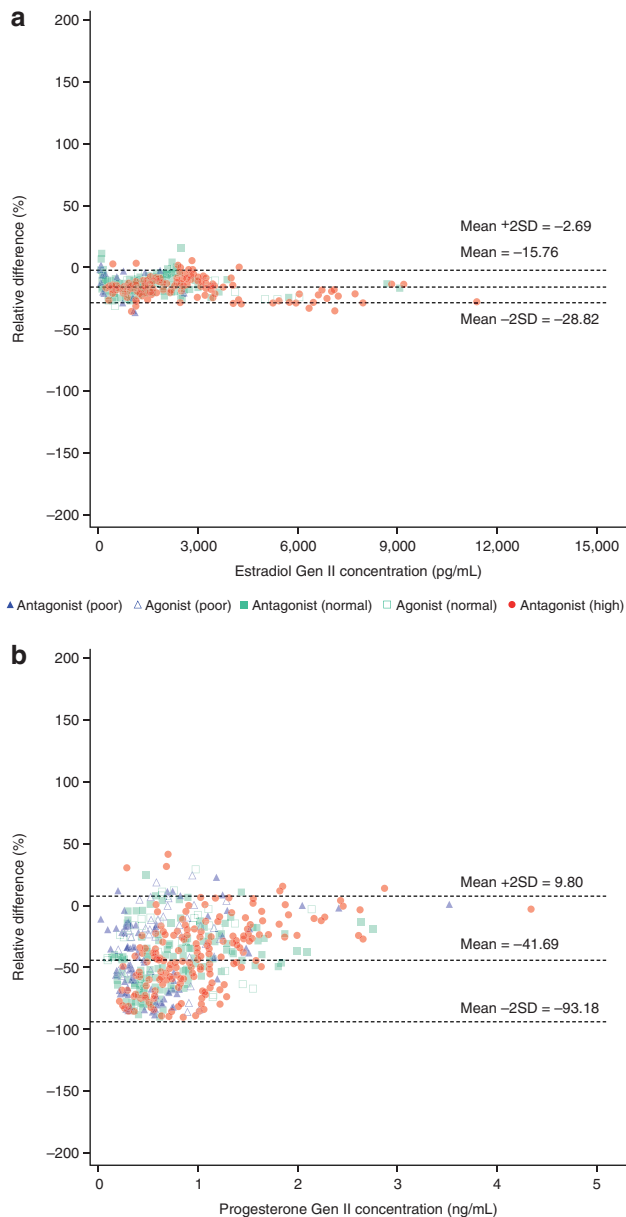 a
200
150
100
50
0
−50
−100
−150
−200
Relative difference (%)
Mean +2SD = −2.69
Mean = −15.76
Mean −2SD = −28.82
0 3,000 6,000 9,000 12,000 15,000
Estradiol Gen II concentration (pg/mL)
▲ Antagonist (poor) △ Agonist (poor) ■ Antagonist (normal) □ Agonist (normal) ● Antagonist (high)
b
200
150
100
50
0
−50
−100
−150
−200
Relative difference (%)
Mean +2SD = 9.80
Mean = −41.69
Mean −2SD = −93.18
0 1 2 3 4 5
Progesterone Gen II concentration (ng/mL)